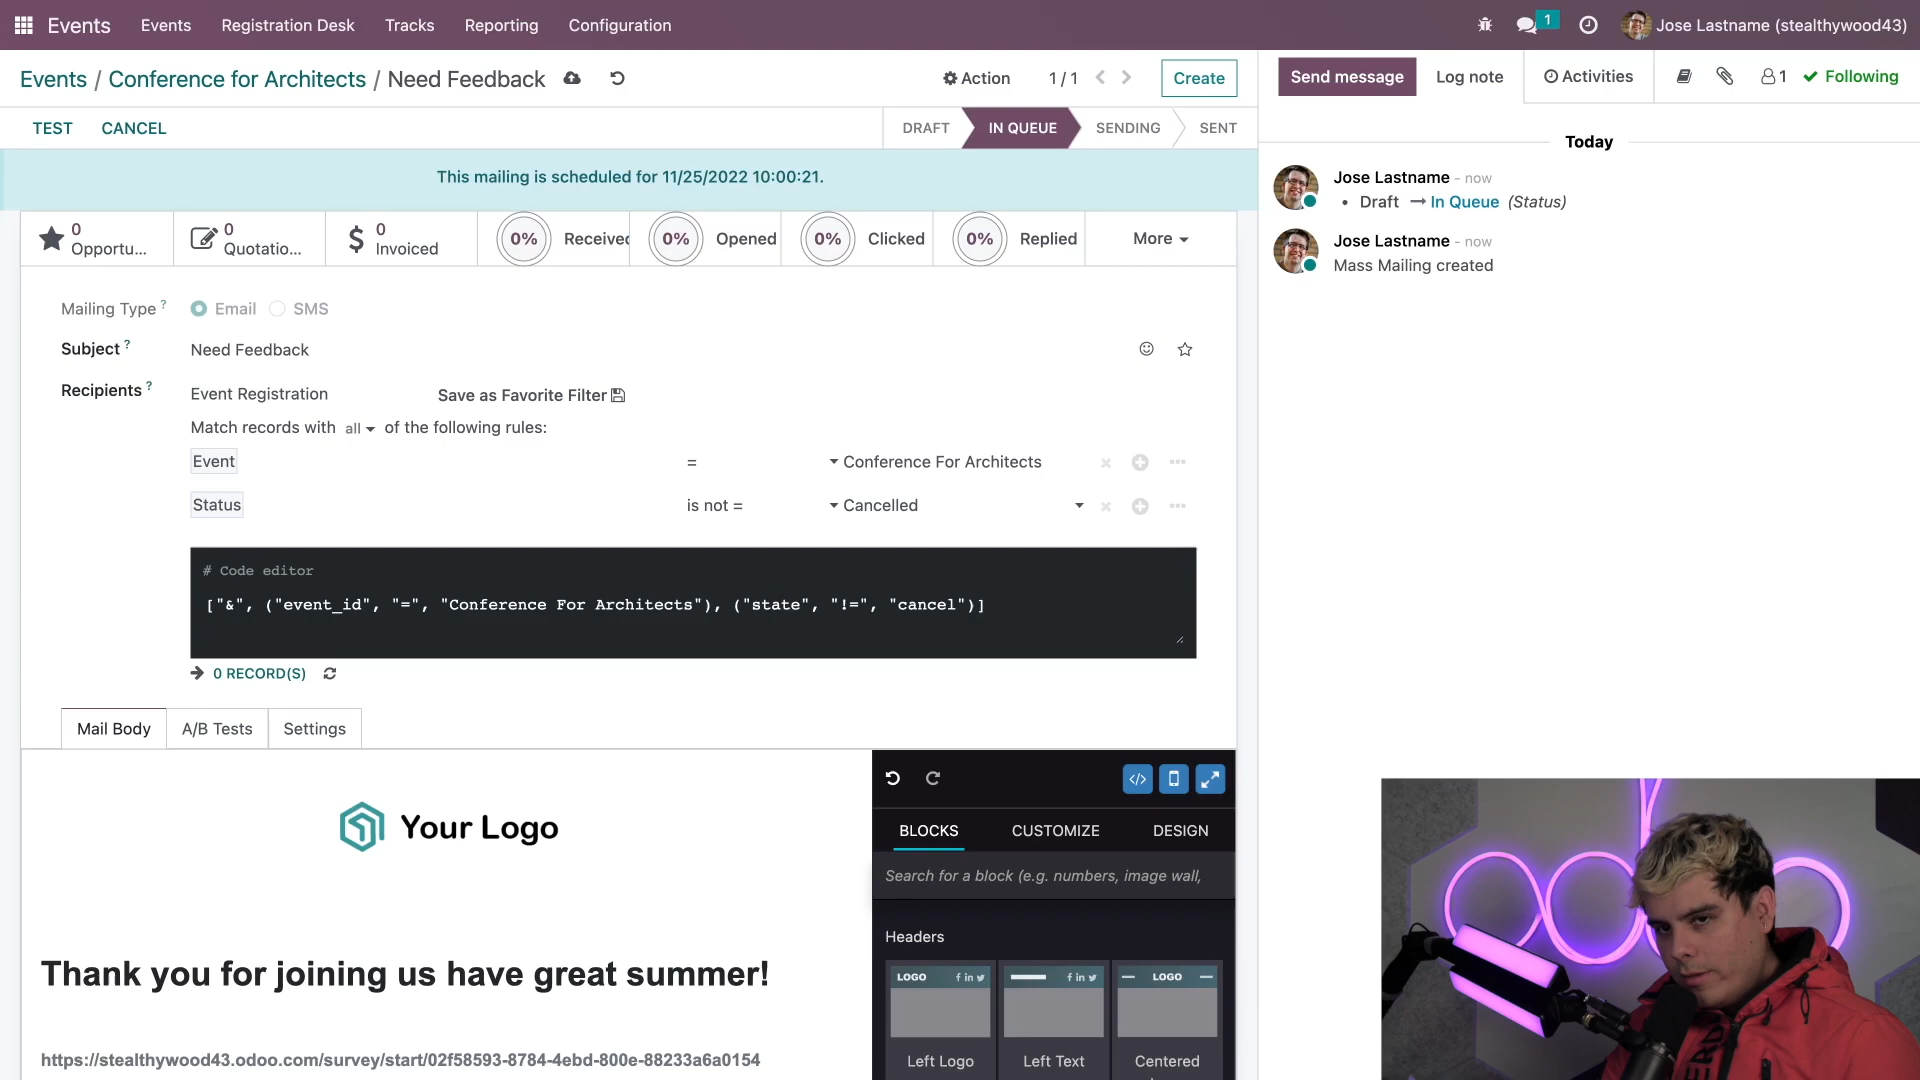 Events Events Registration Desk Tracks Reporting Configuration 1 Jose Lastname (stealthywood43)
Events / Conference for Architects / Need Feedback Action 1 / 1 Create
Send message Log note Activities 1 Following
TEST CANCEL DRAFT IN QUEUE SENDING SENT
Today
This mailing is scheduled for 11/25/2022 10:00:21.
Jose Lastname - now
• Draft → In Queue (Status)
Jose Lastname - now
Mass Mailing created
0 Opportu...
0 Quotatio...
0 Invoiced
0% Received
0% Opened
0% Clicked
0% Replied
More
Mailing Type ? Email SMS
Subject ? Need Feedback
Recipients ? Event Registration Save as Favorite Filter
Match records with all of the following rules:
Event = Conference For Architects
Status is not = Cancelled
# Code editor
["&", ("event_id", "=", "Conference For Architects"), ("state", "!=", "cancel")]
0 RECORD(S)
Mail Body A/B Tests Settings
Your Logo
Thank you for joining us have great summer!
https://stealthywood43.odoo.com/survey/start/02f58593-8784-4ebd-800e-88233a6a0154
</>
BLOCKS CUSTOMIZE DESIGN
Search for a block (e.g. numbers, image wall,
Headers
LOGO f in
f in
LOGO
Left Logo Left Text Centered